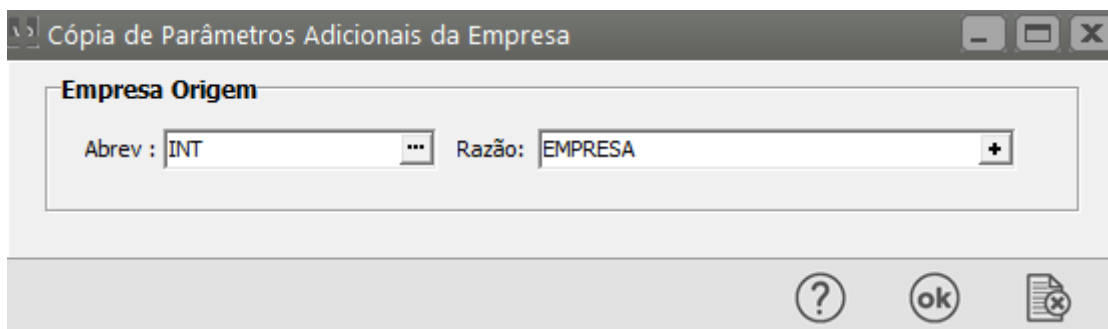 Cópia de Parâmetros Adicionais da Empresa
Empresa Origem
Abrev : INT ... Razão: EMPRESA +
? ok